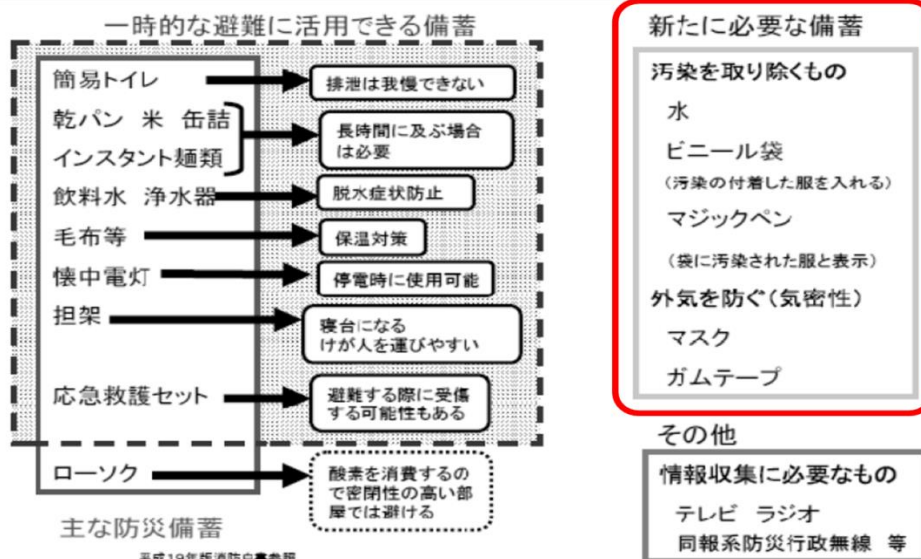 一時的な避難に活用できる備蓄
簡易トイレ
排泄は我慢できない
乾パン 米 缶詰
インスタント麺類
長時間に及ぶ場合
は必要
飲料水 浄水器
脱水症状防止
毛布等
保温対策
懐中電灯
停電時に使用可能
担架
寝台になる
けが人を運びやすい
応急救護セット
避難する際に受傷
する可能性もある
ローソク
酸素を消費するの
で密閉性の高い部
屋では避ける
主な防災備蓄
平成19年版消防白書参照
新たに必要な備蓄
汚染を取り除くもの
水
ビニール袋
(汚染の付着した服を入れる)
マジックペン
(袋に汚染された服と表示)
外気を防ぐ(気密性)
マスク
ガムテープ
その他
情報収集に必要なもの
テレビ ラジオ
同報系防災行政無線 等